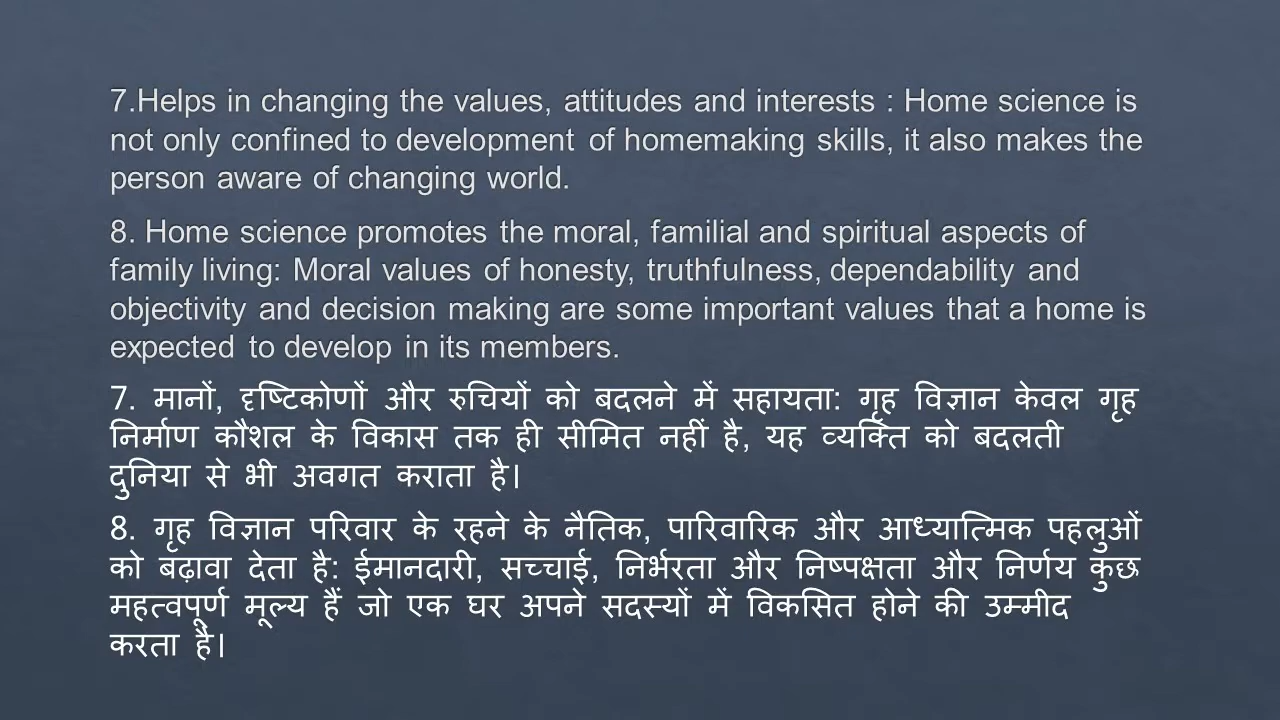 7.Helps in changing the values, attitudes and interests : Home science is
not only confined to development of homemaking skills, it also makes the
person aware of changing world.
8. Home science promotes the moral, familial and spiritual aspects of
family living: Moral values of honesty, truthfulness, dependability and
objectivity and decision making are some important values that a home is
expected to develop in its members.
7. मानों, दृष्टिकोणों और रुचियों को बदलने में सहायता: गृह विज्ञान केवल गृह
निर्माण कौशल के विकास तक ही सीमित नहीं है, यह व्यक्ति को बदलती
दुनिया से भी अवगत कराता है।
8. गृह विज्ञान परिवार के रहने के नैतिक, पारिवारिक और आध्यात्मिक पहलुओं
को बढ़ावा देता है: ईमानदारी, सच्चाई, निर्भरता और निष्पक्षता और निर्णय कुछ
महत्वपूर्ण मूल्य हैं जो एक घर अपने सदस्यों में विकसित होने की उम्मीद
करता है।